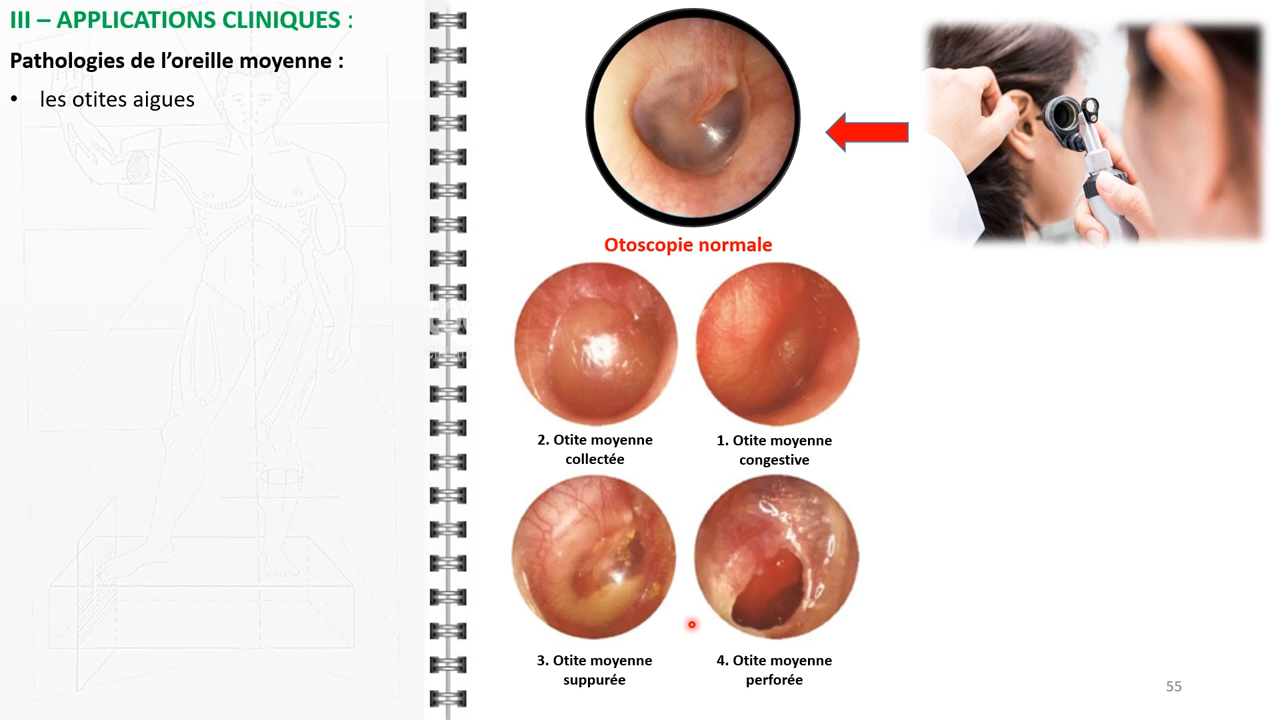 III – APPLICATIONS CLINIQUES :
Pathologies de l’oreille moyenne :
• les otites aigues
Otoscopie normale
2. Otite moyenne
collectée
1. Otite moyenne
congestive
3. Otite moyenne
suppurée
4. Otite moyenne
perforée
55